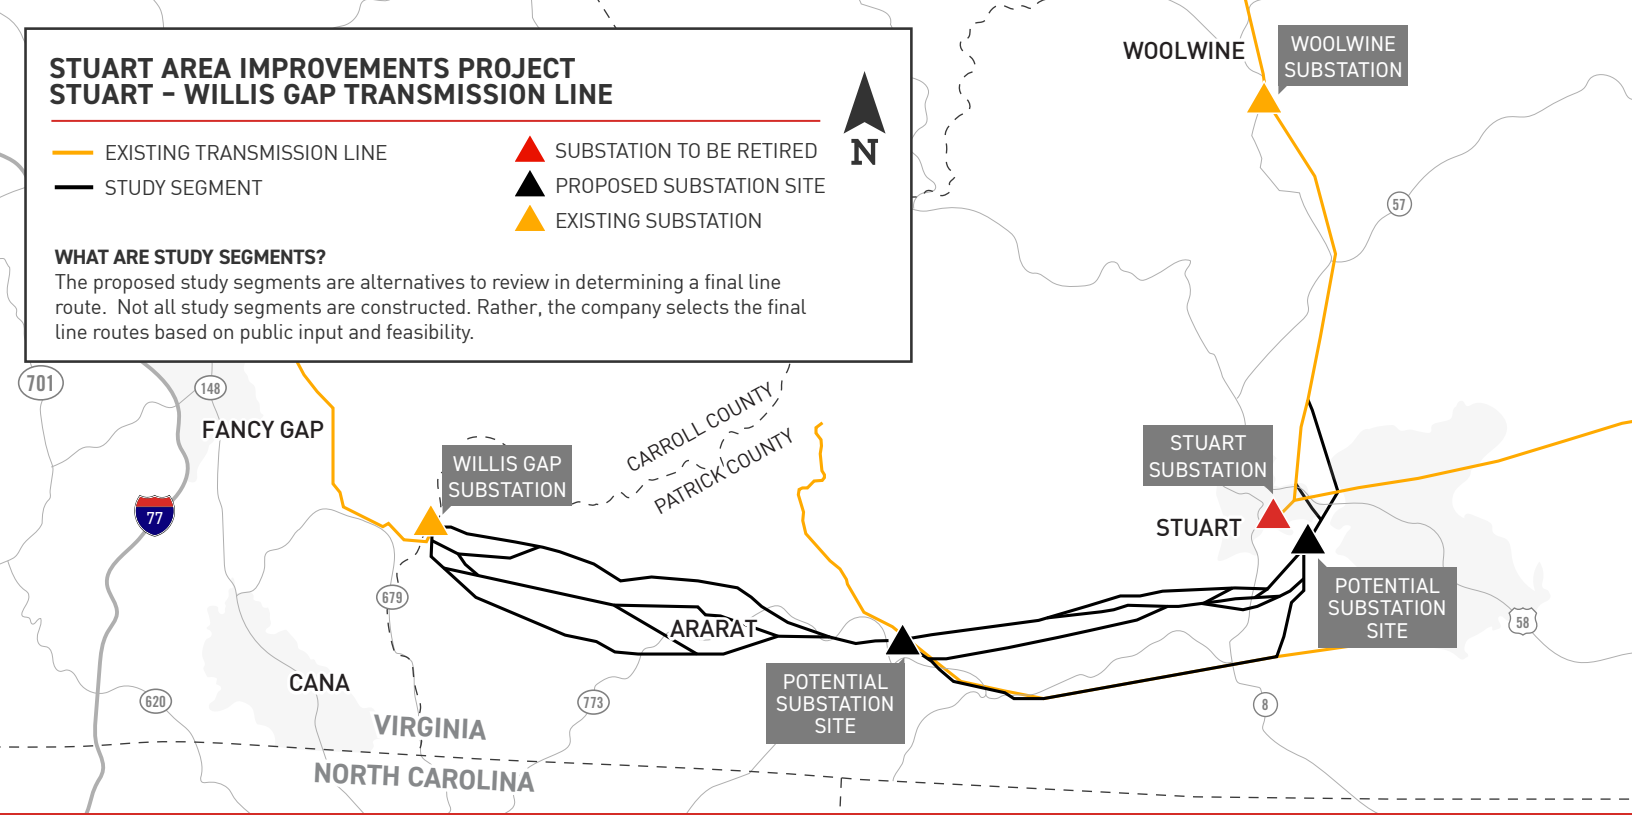 STUART AREA IMPROVEMENTS PROJECT
STUART – WILLIS GAP TRANSMISSION LINE
EXISTING TRANSMISSION LINE
STUDY SEGMENT
SUBSTATION TO BE RETIRED
PROPOSED SUBSTATION SITE
EXISTING SUBSTATION
N
WHAT ARE STUDY SEGMENTS?
The proposed study segments are alternatives to review in determining a final line
route.  Not all study segments are constructed. Rather, the company selects the final
line routes based on public input and feasibility.
WOOLWINE
WOOLWINE
SUBSTATION
57
701
148
FANCY GAP
CARROLL COUNTY
PATRICK COUNTY
WILLIS GAP
SUBSTATION
77
STUART
SUBSTATION
STUART
POTENTIAL
SUBSTATION
SITE
58
679
ARARAT
CANA
620
773
POTENTIAL
SUBSTATION
SITE
8
VIRGINIA
NORTH CAROLINA